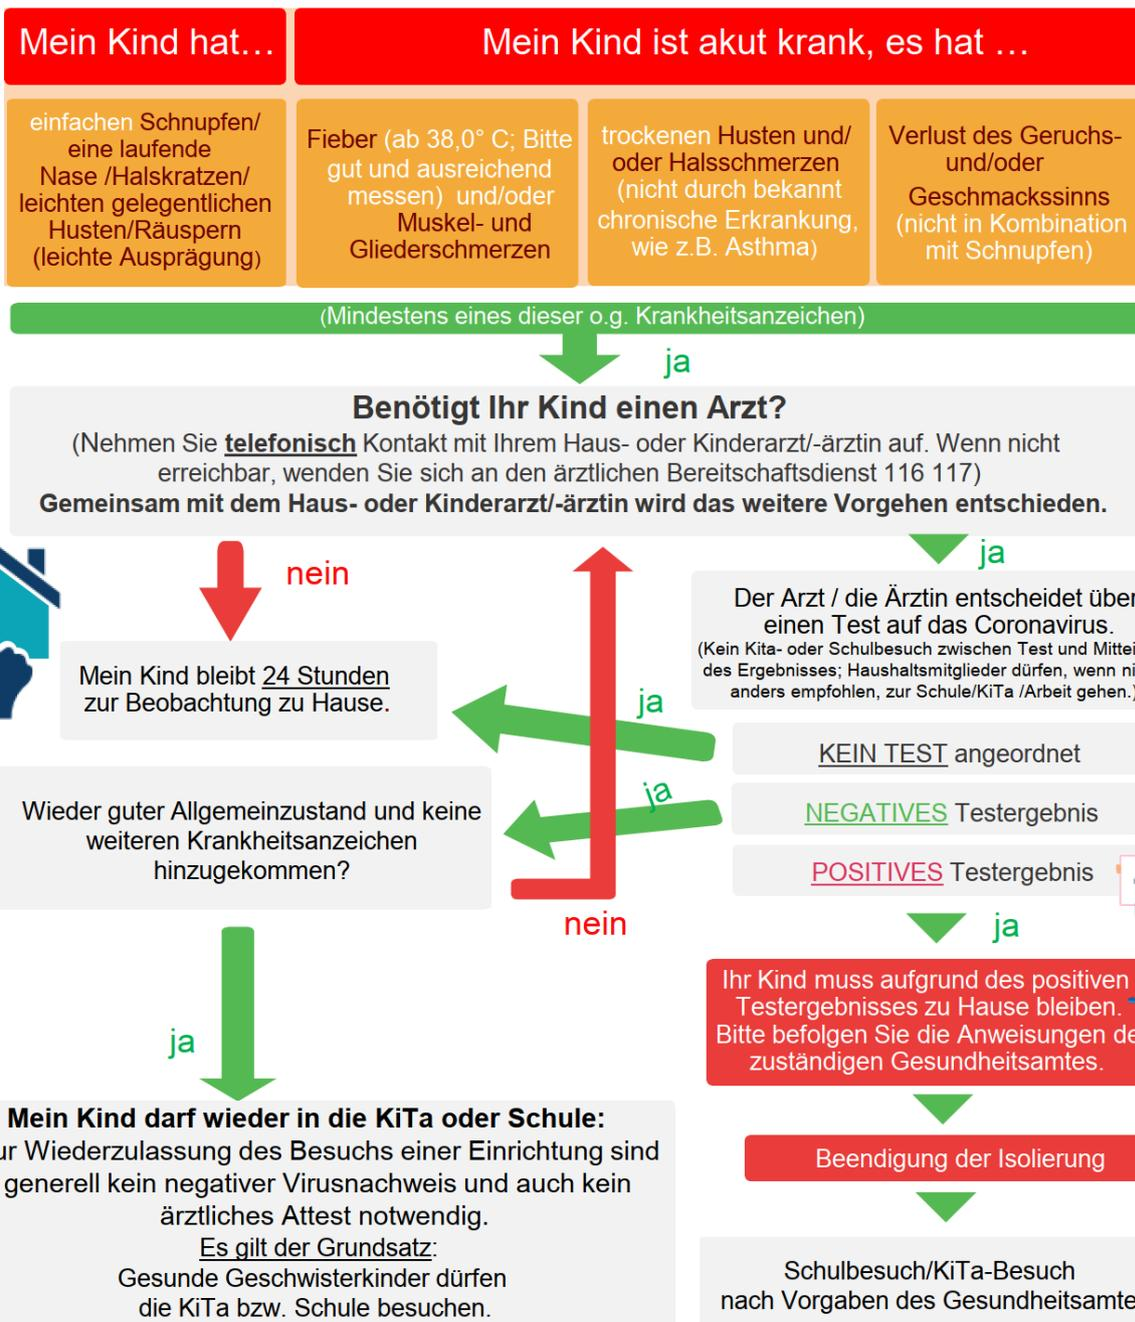 Mein Kind hat…
Mein Kind ist akut krank, es hat …
einfachen Schnupfen/
eine laufende
Nase /Halskratzen/
leichten gelegentlichen
Husten/Räuspern
(leichte Ausprägung)
Fieber (ab 38,0° C; Bitte
gut und ausreichend
messen) und/oder
Muskel- und
Gliederschmerzen
trockenen Husten und/
oder Halsschmerzen
(nicht durch bekannt
chronische Erkrankung,
wie z.B. Asthma)
Verlust des Geruchs-
und/oder
Geschmackssinns
(nicht in Kombination
mit Schnupfen)
(Mindestens eines dieser o.g. Krankheitsanzeichen)
ja
Benötigt Ihr Kind einen Arzt?
(Nehmen Sie telefonisch Kontakt mit Ihrem Haus- oder Kinderarzt/-ärztin auf. Wenn nicht
erreichbar, wenden Sie sich an den ärztlichen Bereitschaftsdienst 116 117)
Gemeinsam mit dem Haus- oder Kinderarzt/-ärztin wird das weitere Vorgehen entschieden.
nein
ja
Der Arzt / die Ärztin entscheidet über
einen Test auf das Coronavirus.
(Kein Kita- oder Schulbesuch zwischen Test und
des Ergebnisses; Haushaltsmitglieder dürfen, wenn
anders empfohlen, zur Schule/KiTa /Arbeit gehen.)
Mein Kind bleibt 24 Stunden
zur Beobachtung zu Hause.
ja
KEIN TEST angeordnet
ja
NEGATIVES Testergebnis
Wieder guter Allgemeinzustand und keine
weiteren Krankheitsanzeichen
hinzugekommen?
POSITIVES Testergebnis
nein
ja
Ihr Kind muss aufgrund des positiven
Testergebnisses zu Hause bleiben.
Bitte befolgen Sie die Anweisungen
zuständigen Gesundheitsamtes.
ja
Beendigung der Isolierung
Mein Kind darf wieder in die KiTa oder Schule:
Wiederzulassung des Besuchs einer Einrichtung sind
generell kein negativer Virusnachweis und auch kein
ärztliches Attest notwendig.
Es gilt der Grundsatz:
Gesunde Geschwisterkinder dürfen
die KiTa bzw. Schule besuchen.
Schulbesuch/KiTa-Besuch
nach Vorgaben des